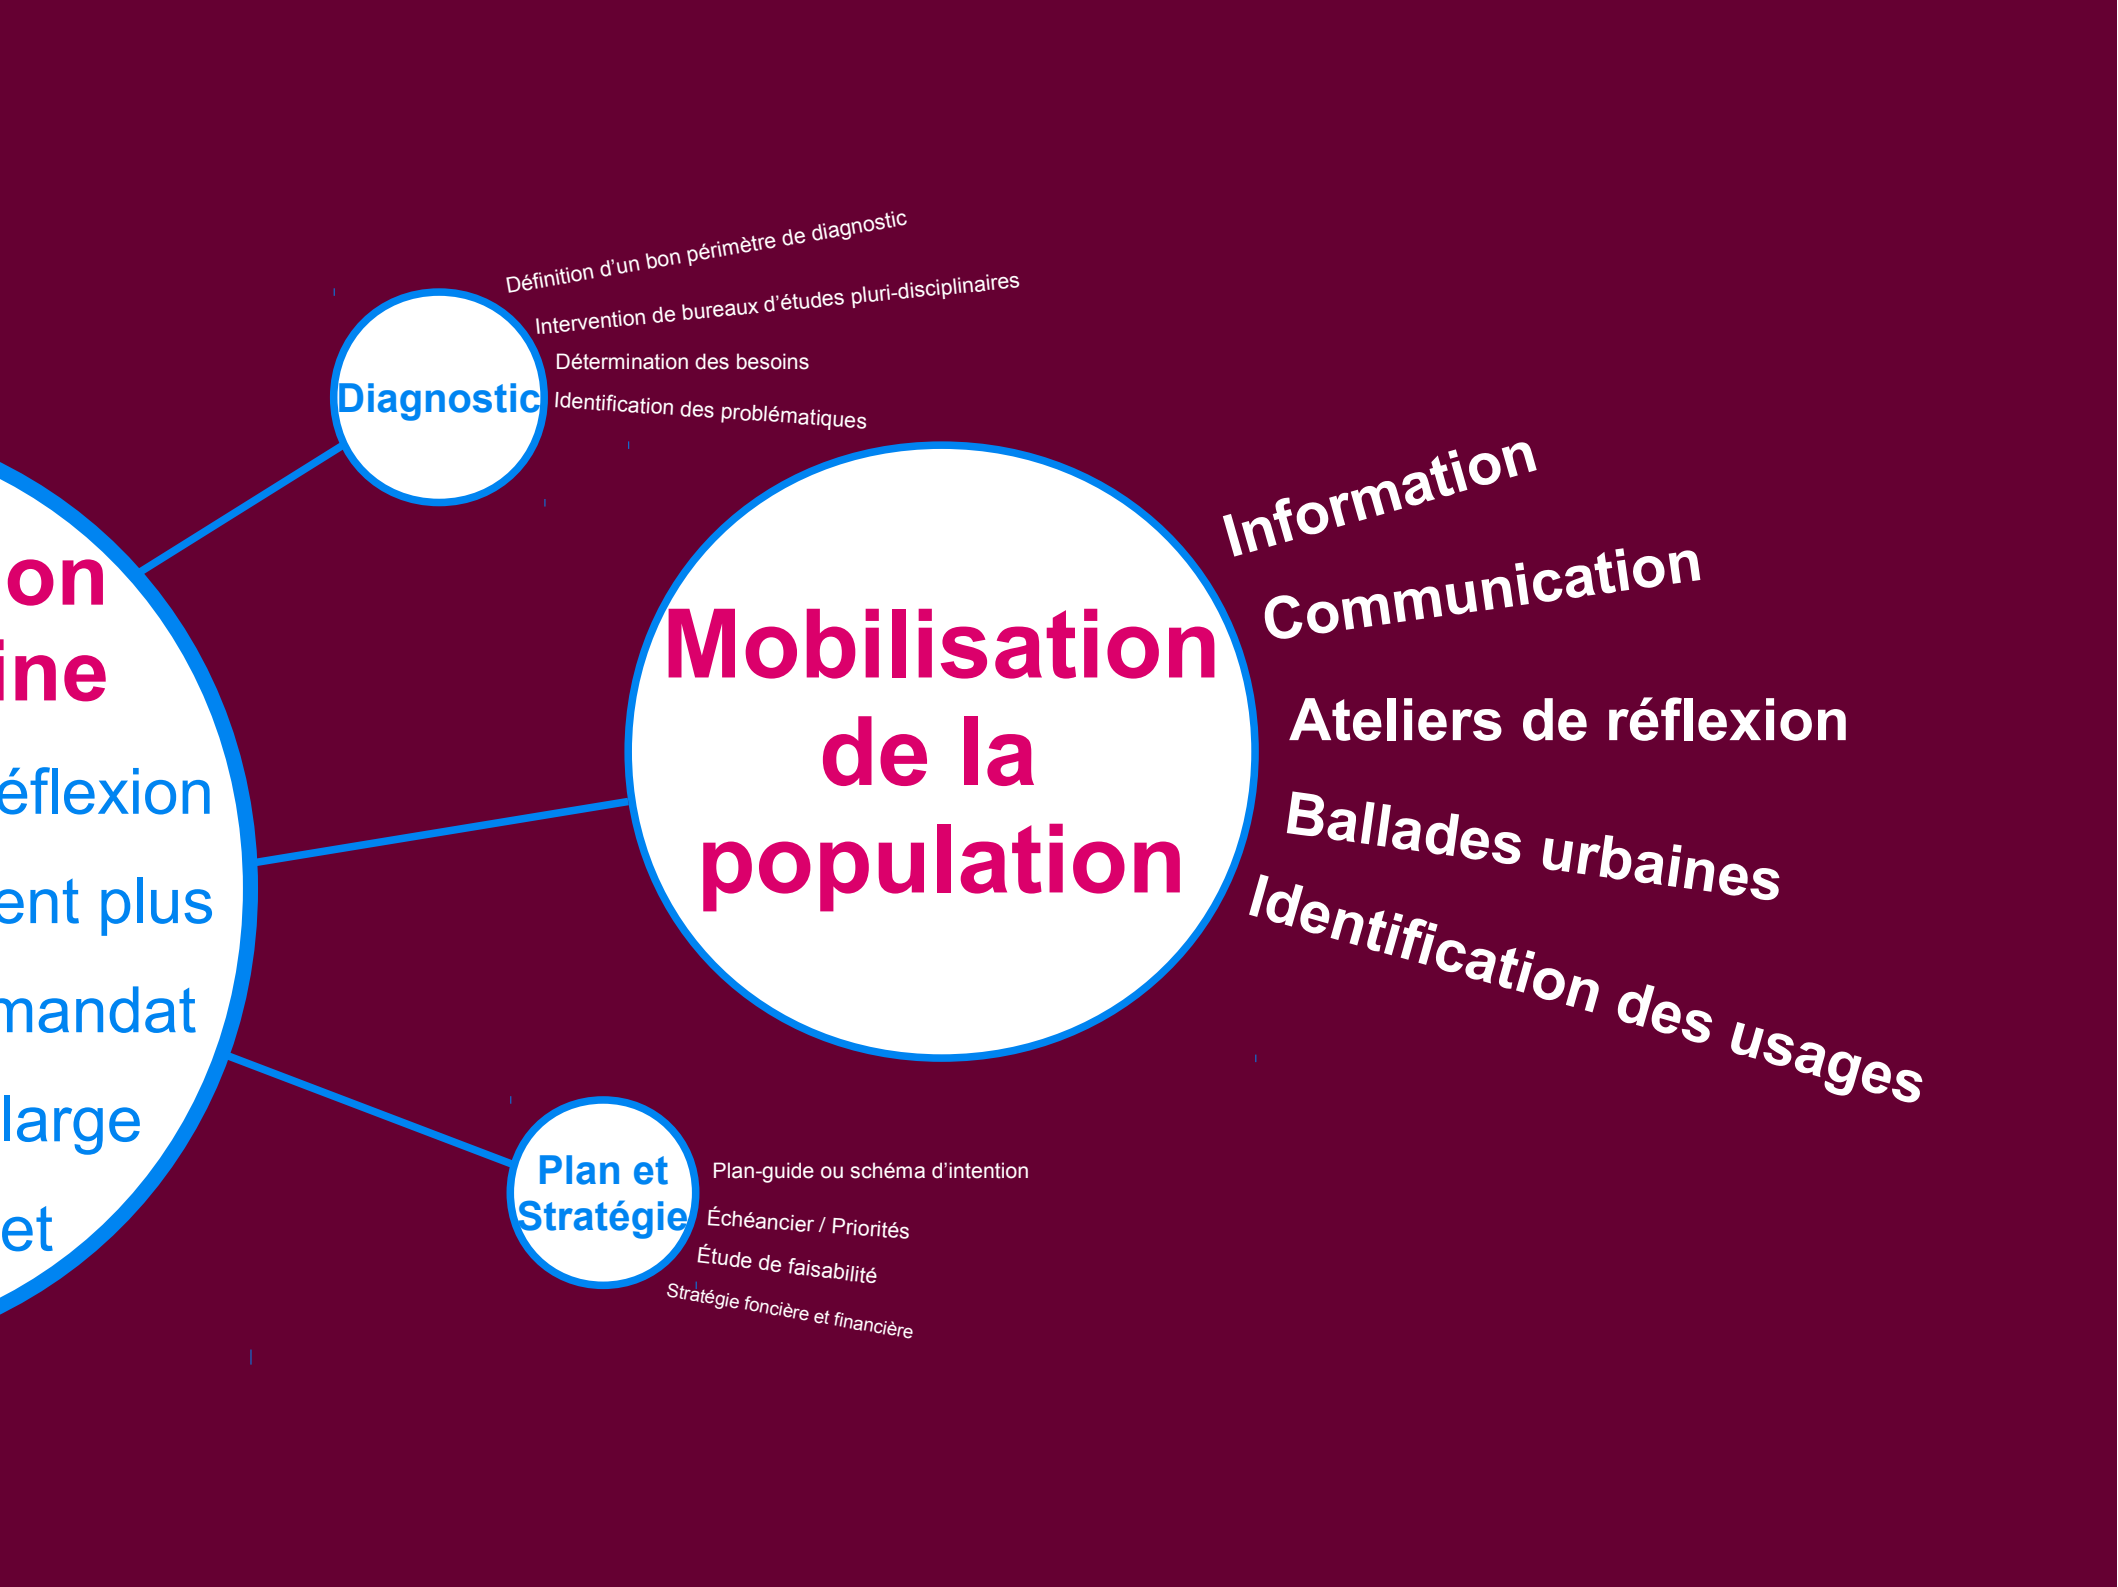 on
ine
éflexion
ent plus
mandat
large
et
Diagnostic
Définition d’un bon périmètre de diagnostic
Intervention de bureaux d’études pluri-disciplinaires
Détermination des besoins
Identification des problématiques
Mobilisation
de la
population
Information
Communication
Ateliers de réflexion
Ballades urbaines
Identification des usages
Plan et
Stratégie
Plan-guide ou schéma d’intention
Échéancier / Priorités
Étude de faisabilité
Stratégie foncière et financière